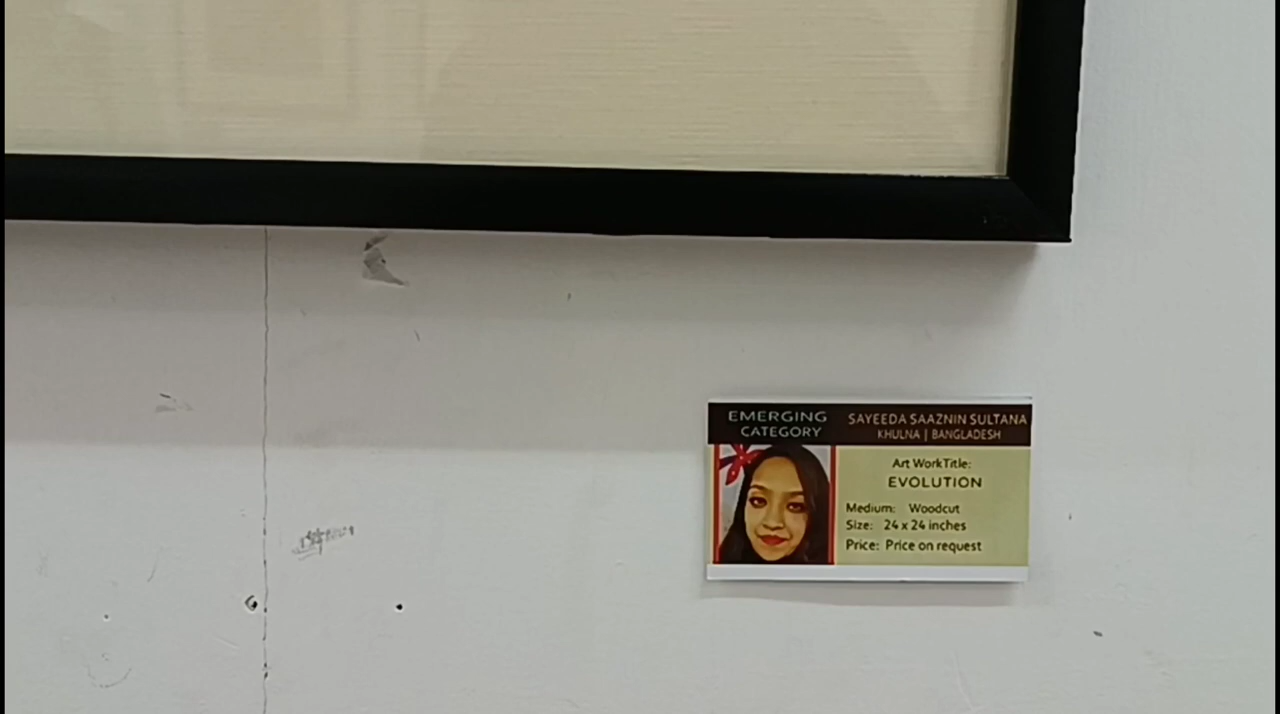 EMERGING
CATEGORY
SAYEEDA SAAZNIN SULTANA
KHULNA | BANGLADESH
Art WorkTitle:
EVOLUTION
Medium: Woodcut
Size: 24 x 24 inches
Price: Price on request